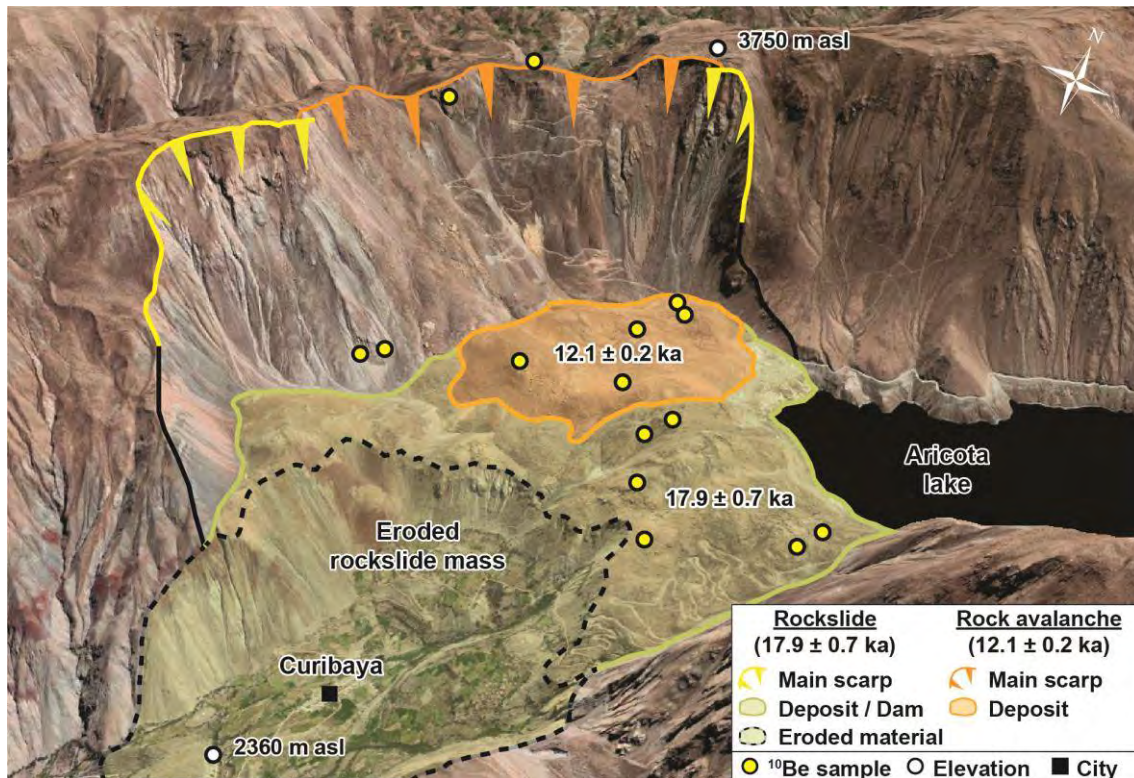 N
3750 m asl
12.1 ± 0.2 ka
17.9 ± 0.7 ka
Aricota
lake
Eroded
rockslide mass
Curibaya
2360 m asl
Rockslide
(17.9 ± 0.7 ka)
Main scarp
Deposit / Dam
Eroded material
Rock avalanche
(12.1 ± 0.2 ka)
Main scarp
Deposit
¹⁰Be sample
Elevation
City